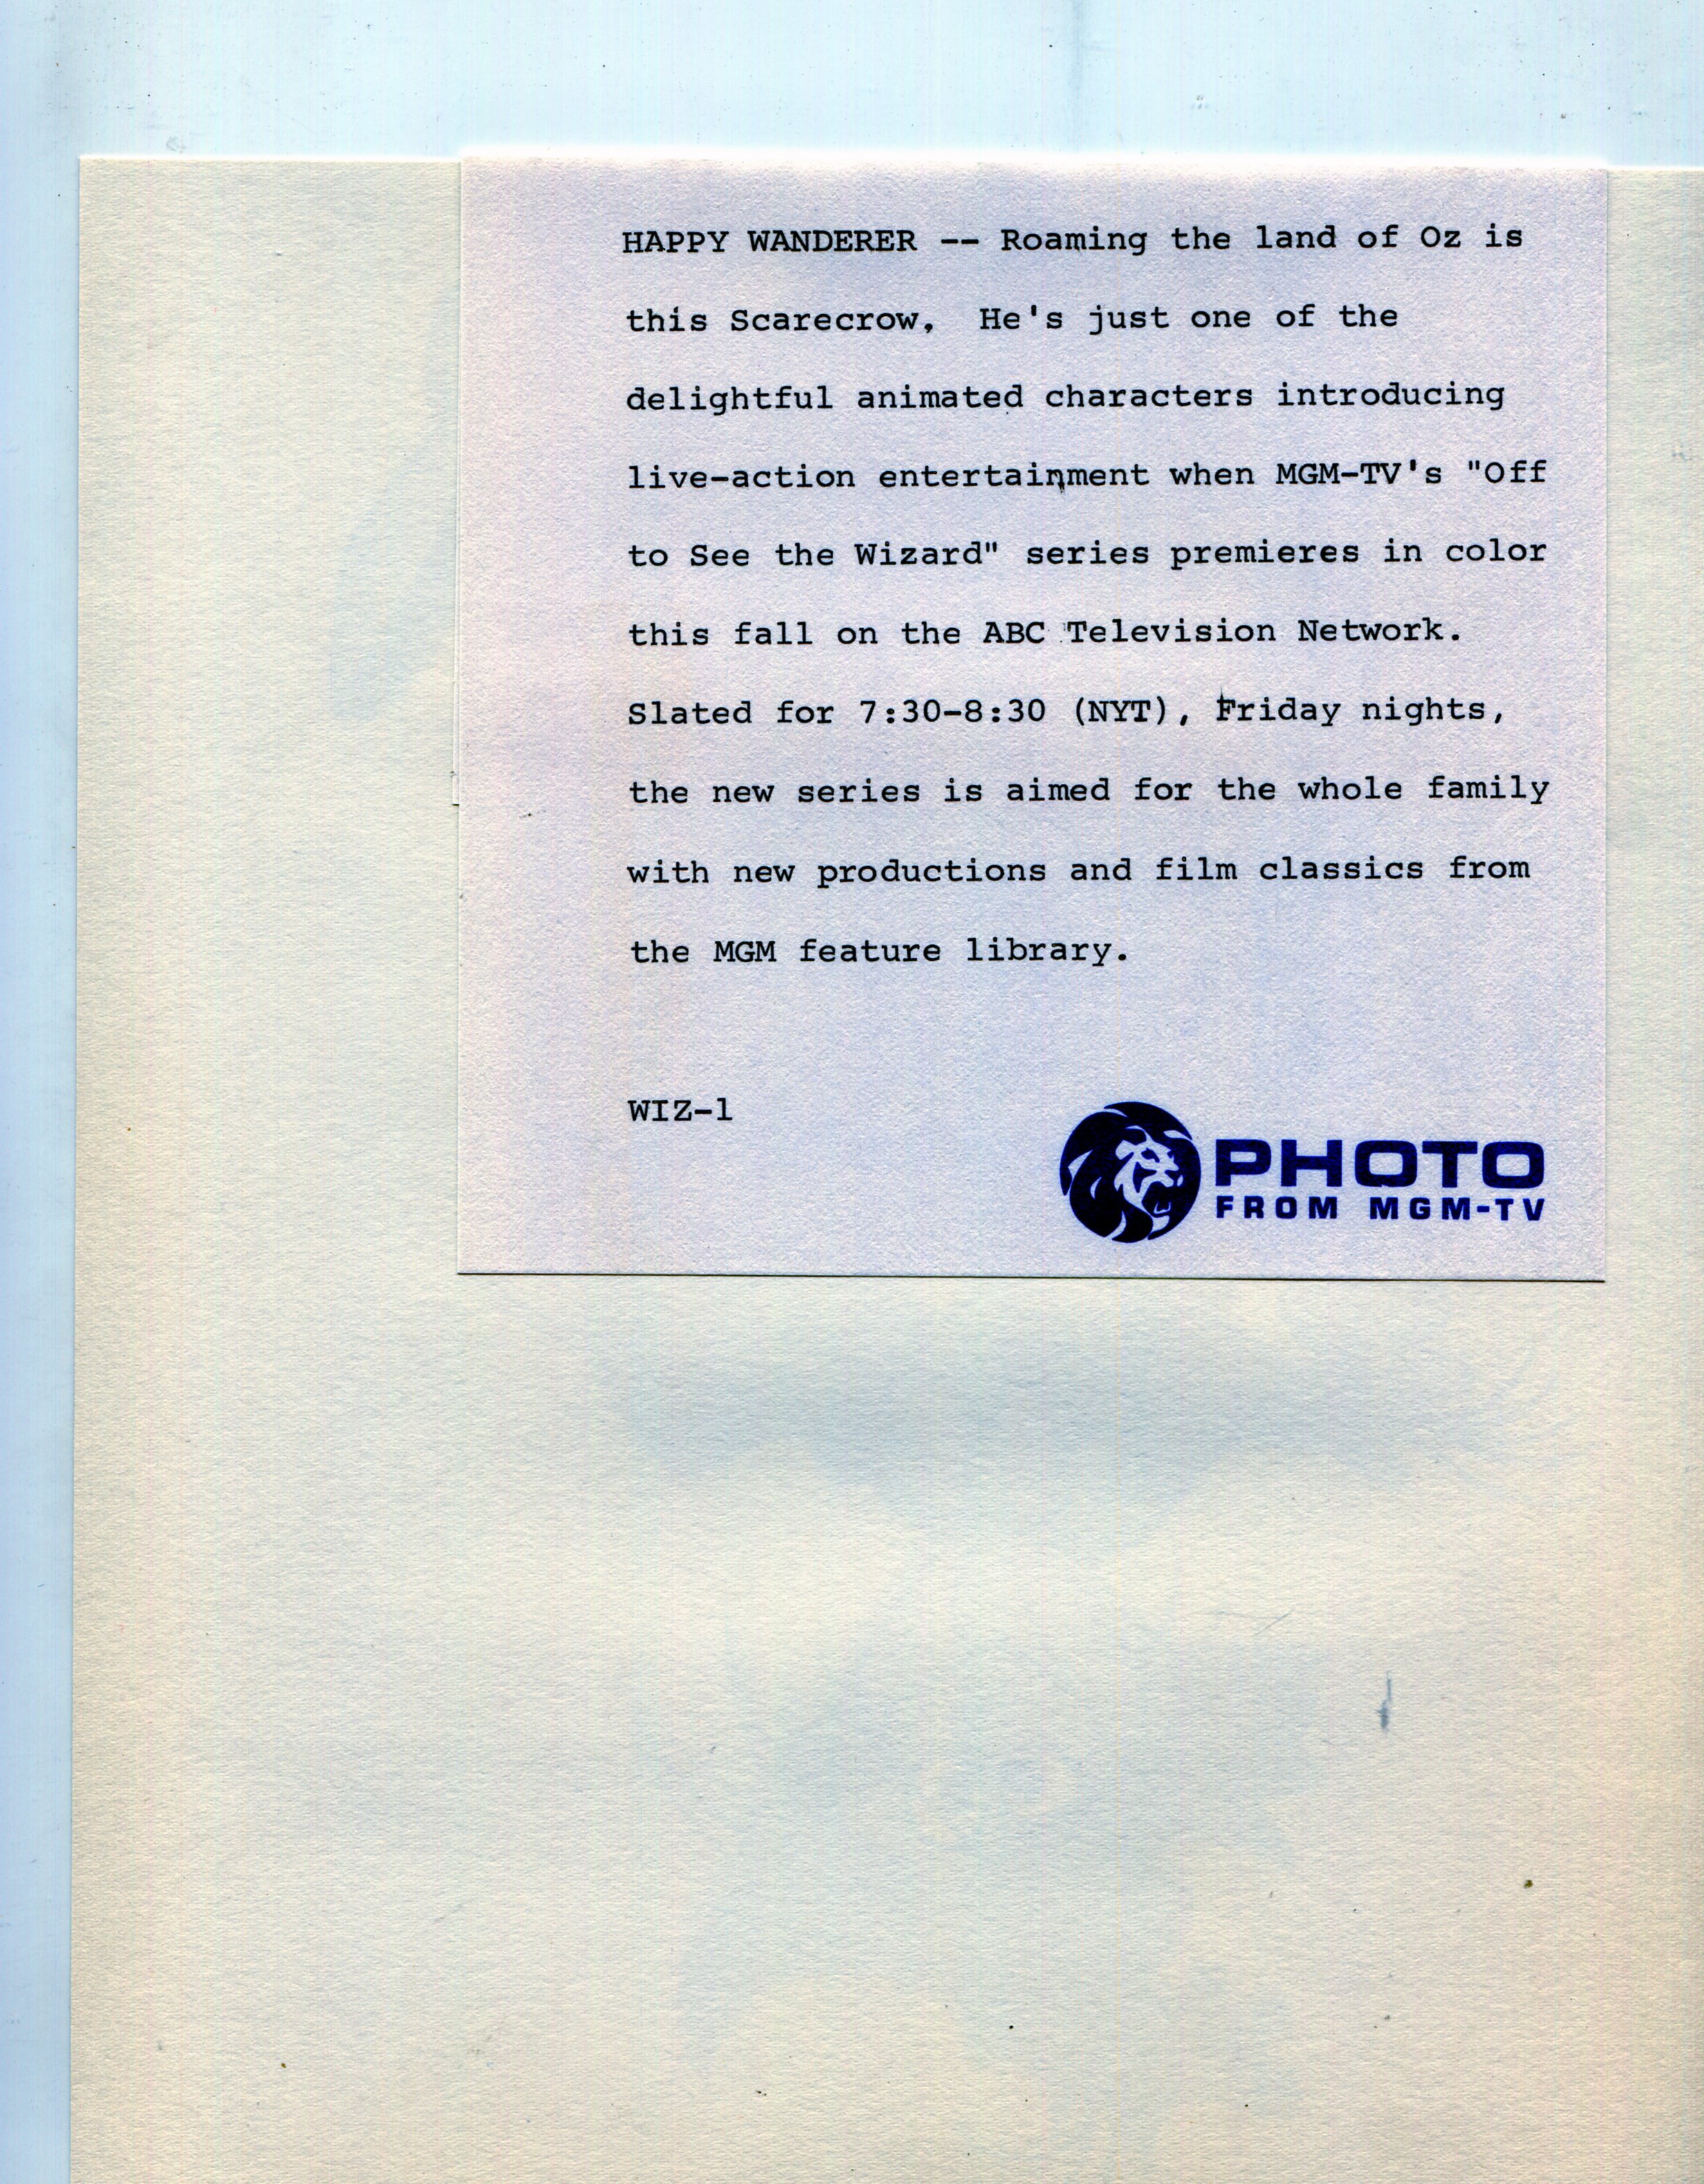 HAPPY WANDERER -- Roaming the land of Oz is
this Scarecrow.  He's just one of the
delightful animated characters introducing
live-action entertainment when MGM-TV's "Off
to See the Wizard" series premieres in color
this fall on the ABC Television Network.
Slated for 7:30-8:30 (NYT), Friday nights,
the new series is aimed for the whole family
with new productions and film classics from
the MGM feature library.
WIZ-1
PHOTO
FROM MGM-TV